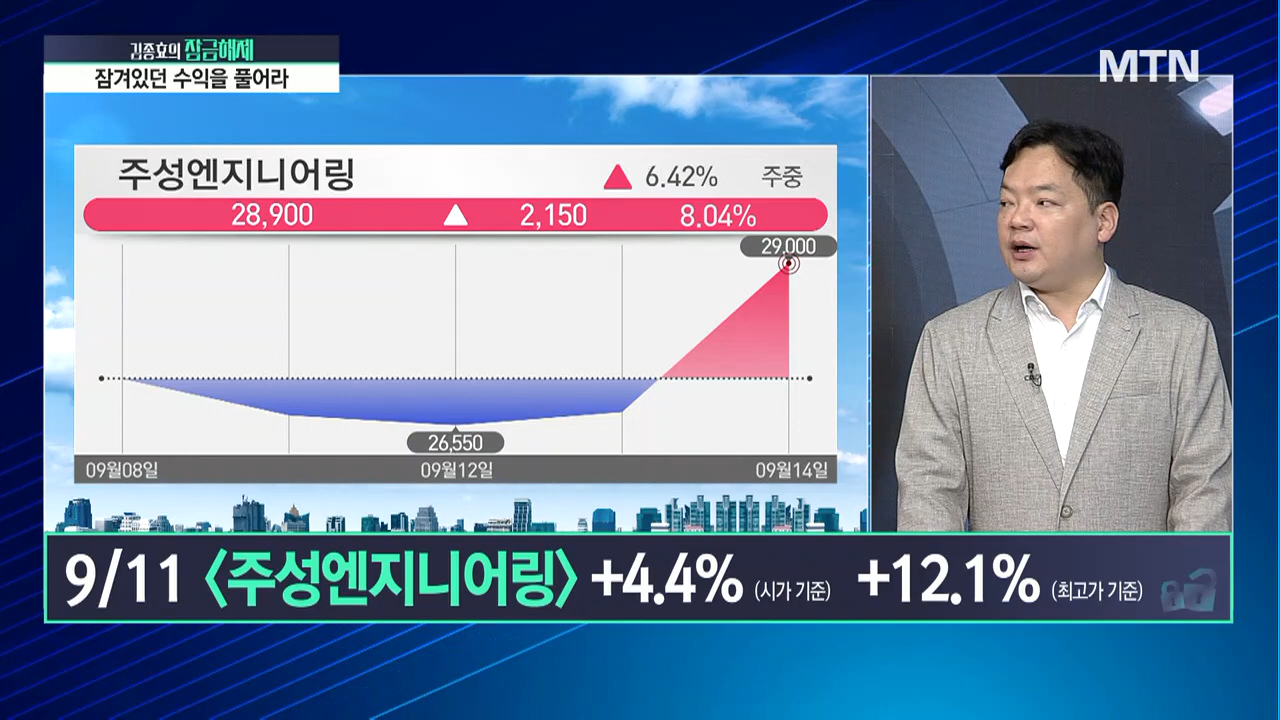 김종효의 잠금해제
잠겨있던 수익을 풀어라
MTN
주성엔지니어링 ▲ 6.42% 주중
28,900 ▲ 2,150 8.04%
29,000
26,550
09월08일 09월12일 09월14일
9/11 〈주성엔지니어링〉 +4.4% (시가 기준) +12.1% (최고가 기준)